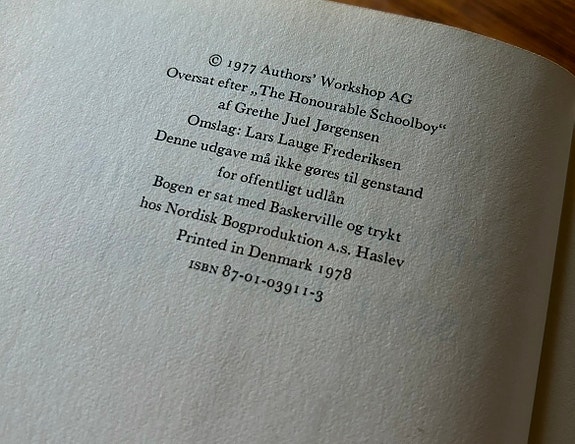 © 1977 Authors' Workshop AG
Oversat efter „The Honourable Schoolboy“
af Grethe Juel Jørgensen
Omslag: Lars Lauge Frederiksen
Denne udgave må ikke gøres til genstand
for offentligt udlån
Bogen er sat med Baskerville og trykt
hos Nordisk Bogproduktion A.S. Haslev
Printed in Denmark 1978
ISBN 87-01-03911-3